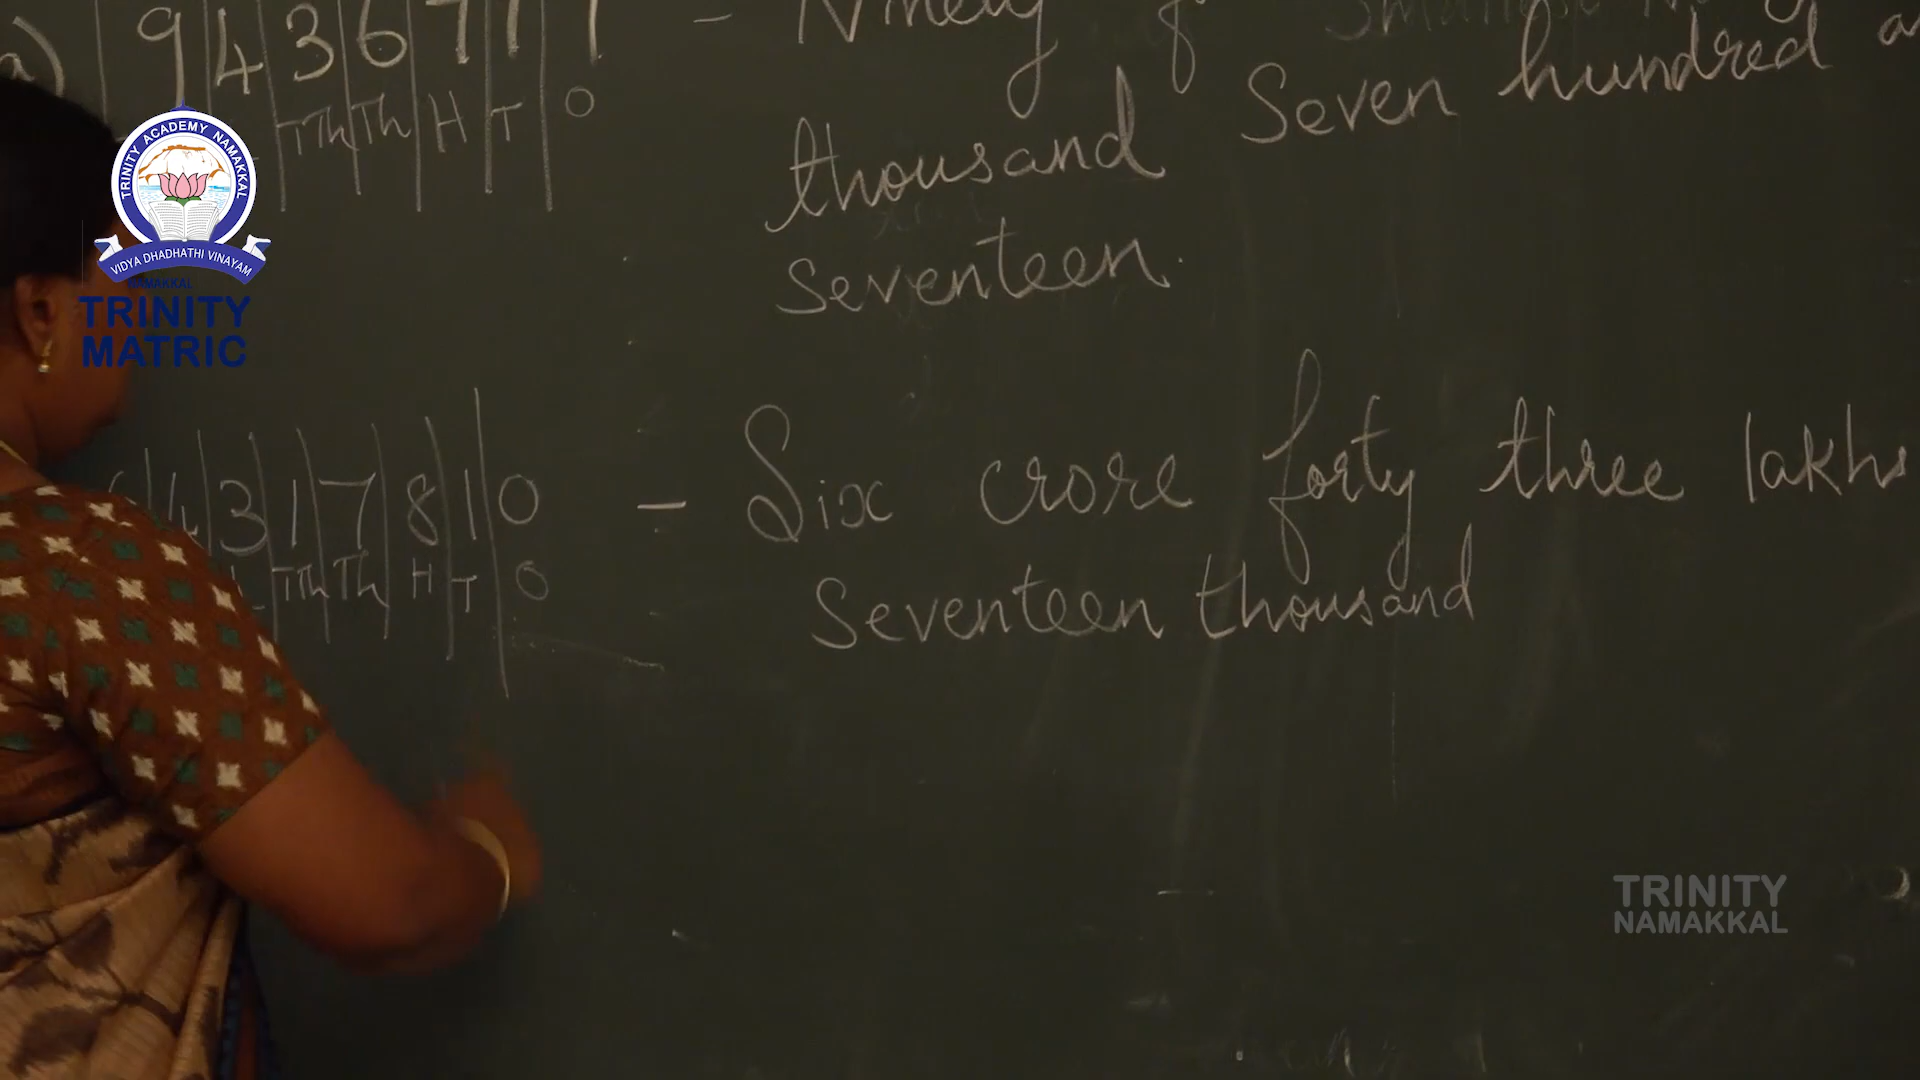 a) 9 4 3 6 7 1 7 - Ninety
Seven hundred
TTh Th H T O
thousand
seventeen.
4 3 1 7 8 1 0 - Six crore forty three lakhs
TTh Th H T O
Seventeen thousand
TRINITY ACADEMY NAMAKKAL
VIDYA DHADHATHI VINAYAM
NAMAKKAL
TRINITY
MATRIC
TRINITY
NAMAKKAL